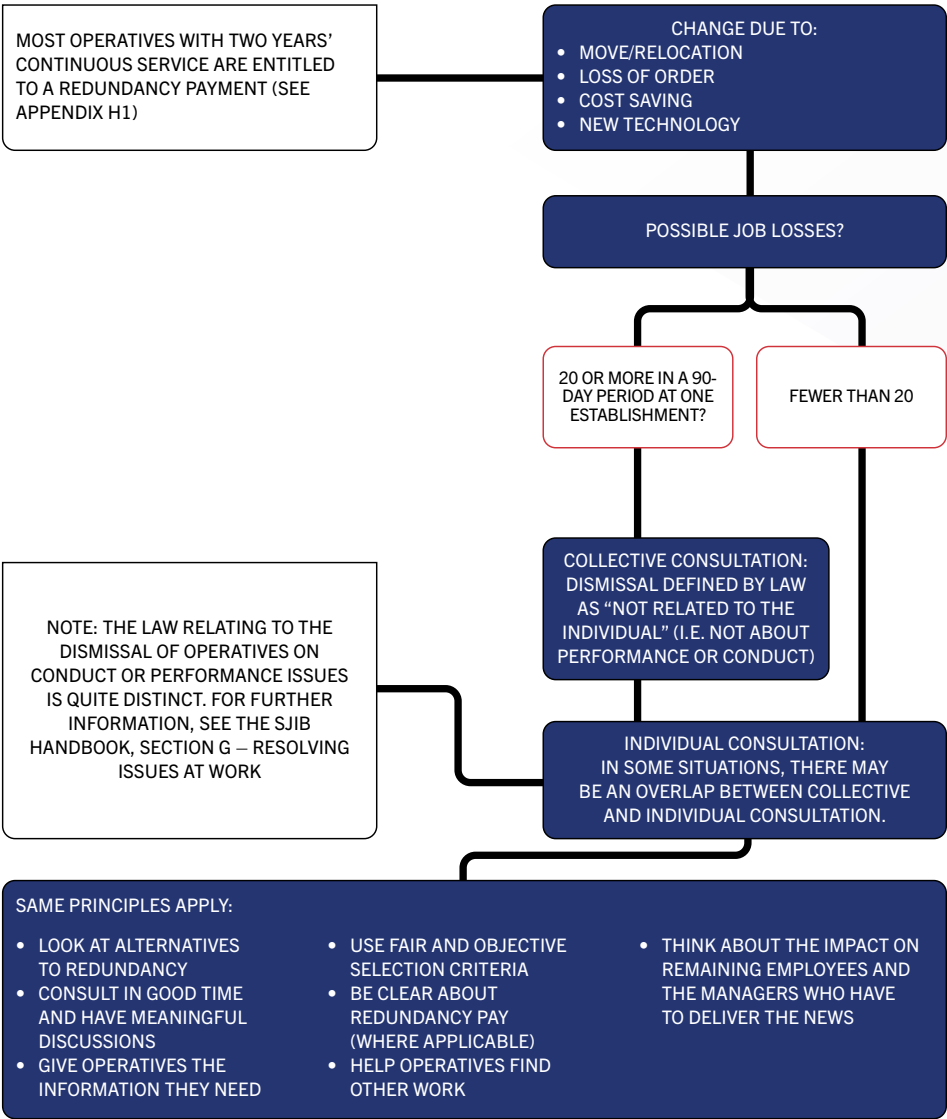 MOST OPERATIVES WITH TWO YEARS’
CONTINUOUS SERVICE ARE ENTITLED
TO A REDUNDANCY PAYMENT (SEE
APPENDIX H1)
CHANGE DUE TO:
• MOVE/RELOCATION
• LOSS OF ORDER
• COST SAVING
• NEW TECHNOLOGY
POSSIBLE JOB LOSSES?
20 OR MORE IN A 90-
DAY PERIOD AT ONE
ESTABLISHMENT?
FEWER THAN 20
COLLECTIVE CONSULTATION:
DISMISSAL DEFINED BY LAW
AS “NOT RELATED TO THE
INDIVIDUAL” (I.E. NOT ABOUT
PERFORMANCE OR CONDUCT)
NOTE: THE LAW RELATING TO THE
DISMISSAL OF OPERATIVES ON
CONDUCT OR PERFORMANCE ISSUES
IS QUITE DISTINCT. FOR FURTHER
INFORMATION, SEE THE SJIB
HANDBOOK, SECTION G – RESOLVING
ISSUES AT WORK
INDIVIDUAL CONSULTATION:
IN SOME SITUATIONS, THERE MAY
BE AN OVERLAP BETWEEN COLLECTIVE
AND INDIVIDUAL CONSULTATION.
SAME PRINCIPLES APPLY:
• LOOK AT ALTERNATIVES
TO REDUNDANCY
• CONSULT IN GOOD TIME
AND HAVE MEANINGFUL
DISCUSSIONS
• GIVE OPERATIVES THE
INFORMATION THEY NEED
• USE FAIR AND OBJECTIVE
SELECTION CRITERIA
• BE CLEAR ABOUT
REDUNDANCY PAY
(WHERE APPLICABLE)
• HELP OPERATIVES FIND
OTHER WORK
• THINK ABOUT THE IMPACT ON
REMAINING EMPLOYEES AND
THE MANAGERS WHO HAVE
TO DELIVER THE NEWS